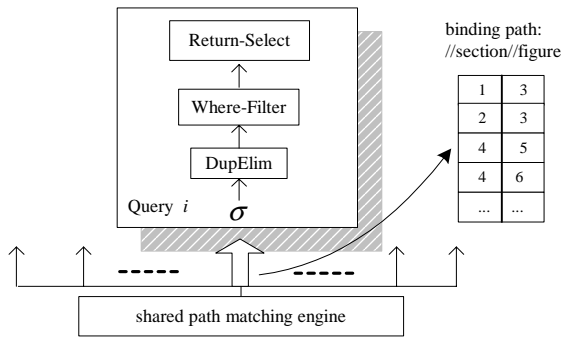 Return-Select
Where-Filter
DupElim
Query i
σ
binding path:
//section//figure
1 3
2 3
4 5
4 6
... ...
shared path matching engine